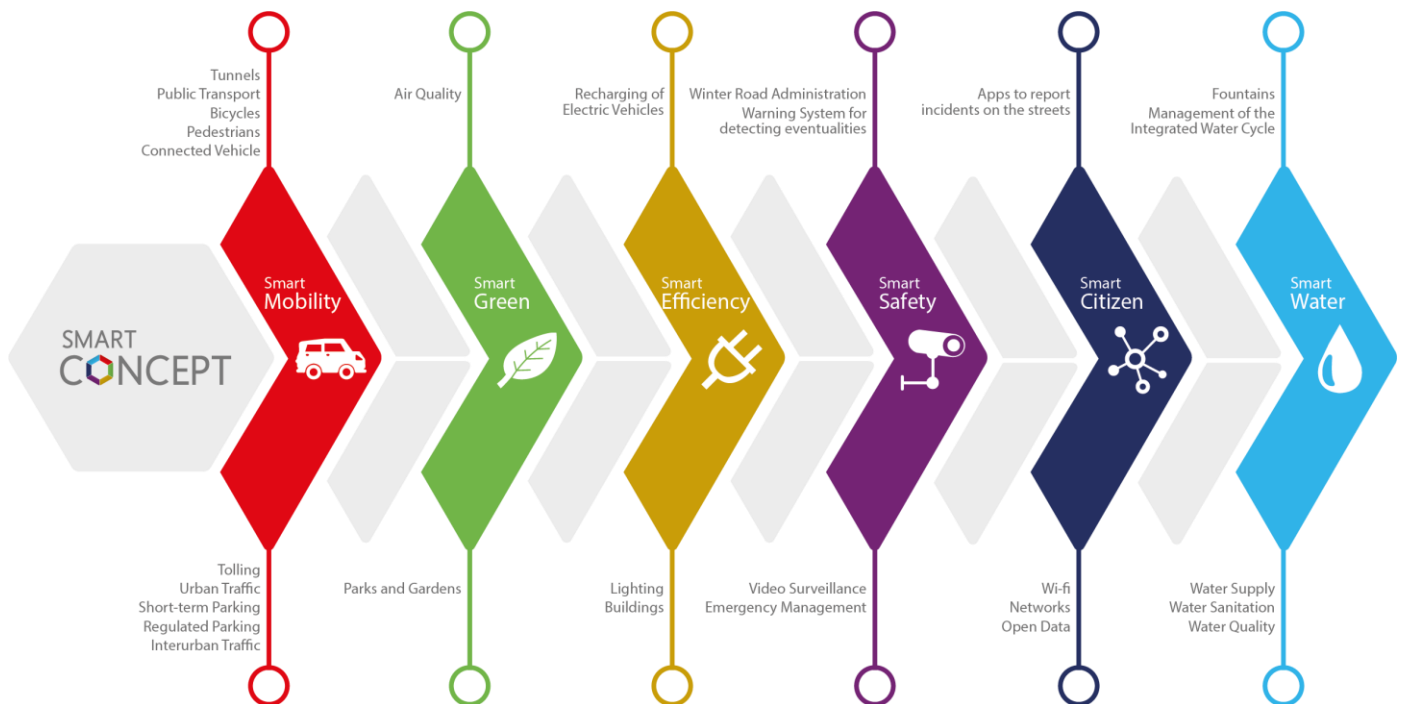 Tunnels
Public Transport
Bicycles
Pedestrians
Connected Vehicle
Air Quality
Recharging of
Electric Vehicles
Winter Road Administration
Warning System for
detecting eventualities
Apps to report
incidents on the streets
Fountains
Management of the
Integrated Water Cycle
SMART
CONCEPT
Smart
Mobility
Smart
Green
Smart
Efficiency
Smart
Safety
Smart
Citizen
Smart
Water
Tolling
Urban Traffic
Short-term Parking
Regulated Parking
Interurban Traffic
Parks and Gardens
Lighting
Buildings
Video Surveillance
Emergency Management
Wi-fi
Networks
Open Data
Water Supply
Water Sanitation
Water Quality